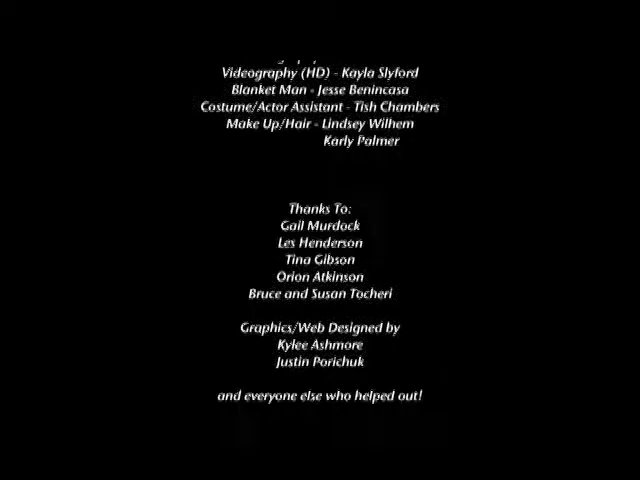 Videography (HD) - Kayla Slyford
Blanket Man - Jesse Benincasa
Costume/Actor Assistant - Tish Chambers
Make Up/Hair - Lindsey Wilhem
Karly Palmer
Thanks To:
Gail Murdock
Les Henderson
Tina Gibson
Orion Atkinson
Bruce and Susan Tocheri
Graphics/Web Designed by
Kylee Ashmore
Justin Porichuk
and everyone else who helped out!